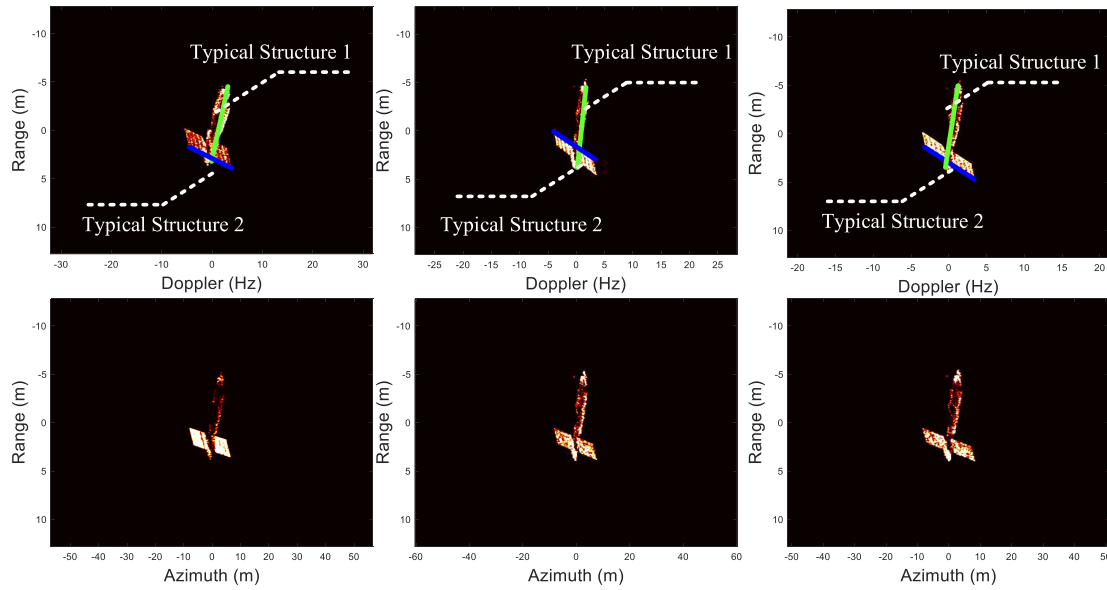 -10
-5
0
5
10
Range (m)
Typical Structure 1
Typical Structure 2
-30 -20 -10 0 10 20 30
Doppler (Hz)
-10
-5
0
5
10
Range (m)
Typical Structure 1
Typical Structure 2
-25 -20 -15 -10 -5 0 5 10 15 20 25
Doppler (Hz)
-10
-5
0
5
10
Range (m)
Typical Structure 1
Typical Structure 2
-20 -15 -10 -5 0 5 10 15 20
Doppler (Hz)
-10
-5
0
5
10
Range (m)
-50 -40 -30 -20 -10 0 10 20 30 40 50
Azimuth (m)
-10
-5
0
5
10
Range (m)
-60 -40 -20 0 20 40 60
Azimuth (m)
-10
-5
0
5
10
Range (m)
-50 -40 -30 -20 -10 0 10 20 30 40 50
Azimuth (m)